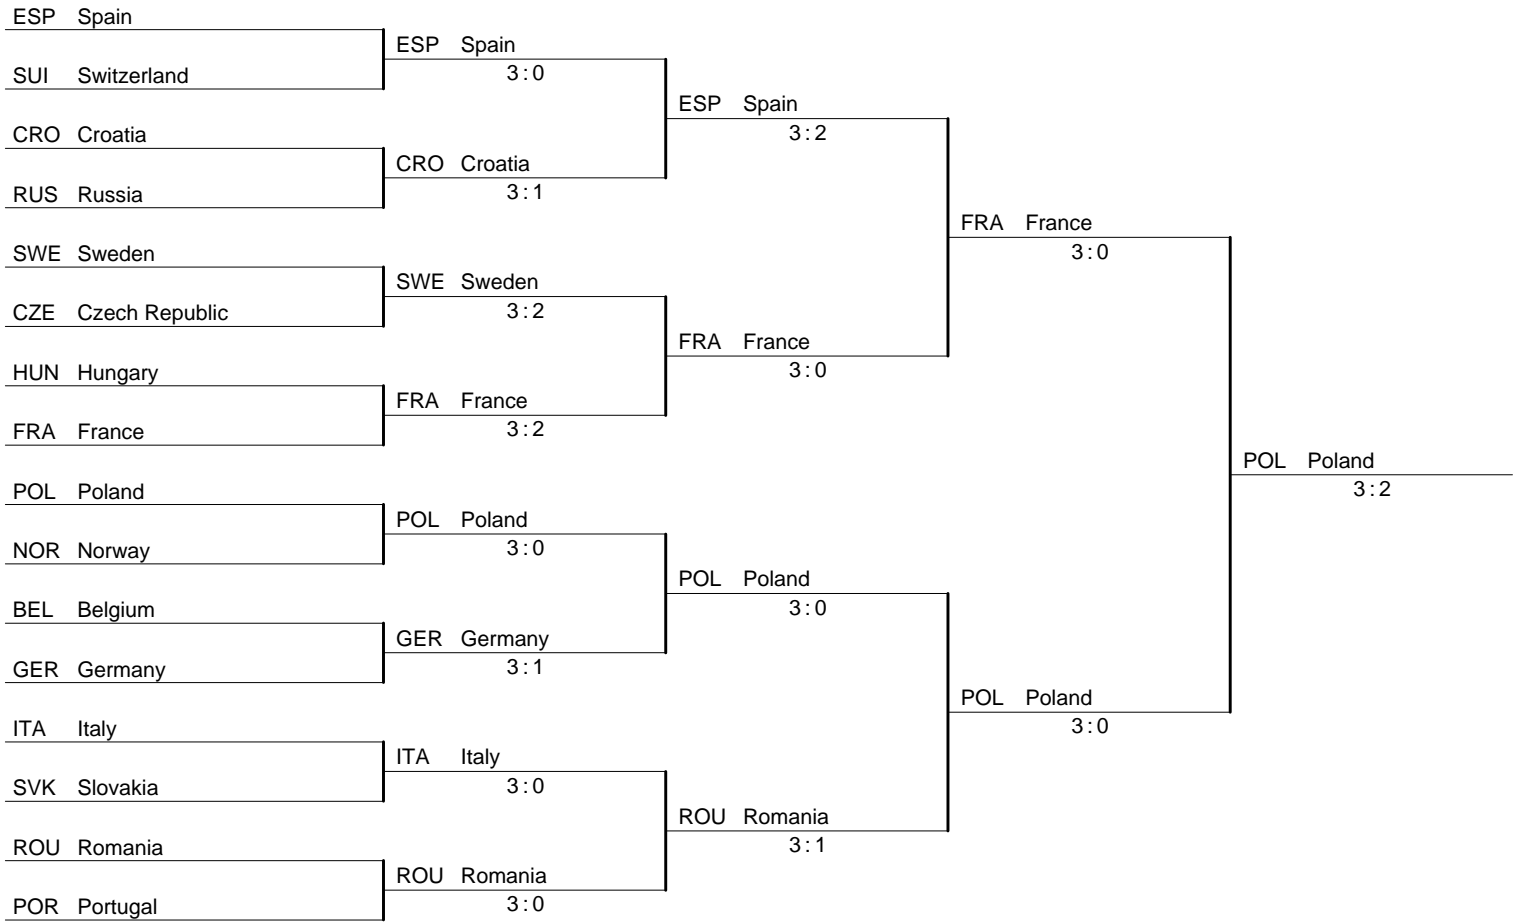 ESP Spain
SUI Switzerland
CRO Croatia
RUS Russia
SWE Sweden
CZE Czech Republic
HUN Hungary
FRA France
POL Poland
NOR Norway
BEL Belgium
GER Germany
ITA Italy
SVK Slovakia
ROU Romania
POR Portugal
ESP Spain
3:0
CRO Croatia
3:1
SWE Sweden
3:2
FRA France
3:2
POL Poland
3:0
GER Germany
3:1
ITA Italy
3:0
ROU Romania
3:0
ESP Spain
3:2
FRA France
3:0
POL Poland
3:0
ROU Romania
3:1
FRA France
3:0
POL Poland
3:0
POL Poland
3:2